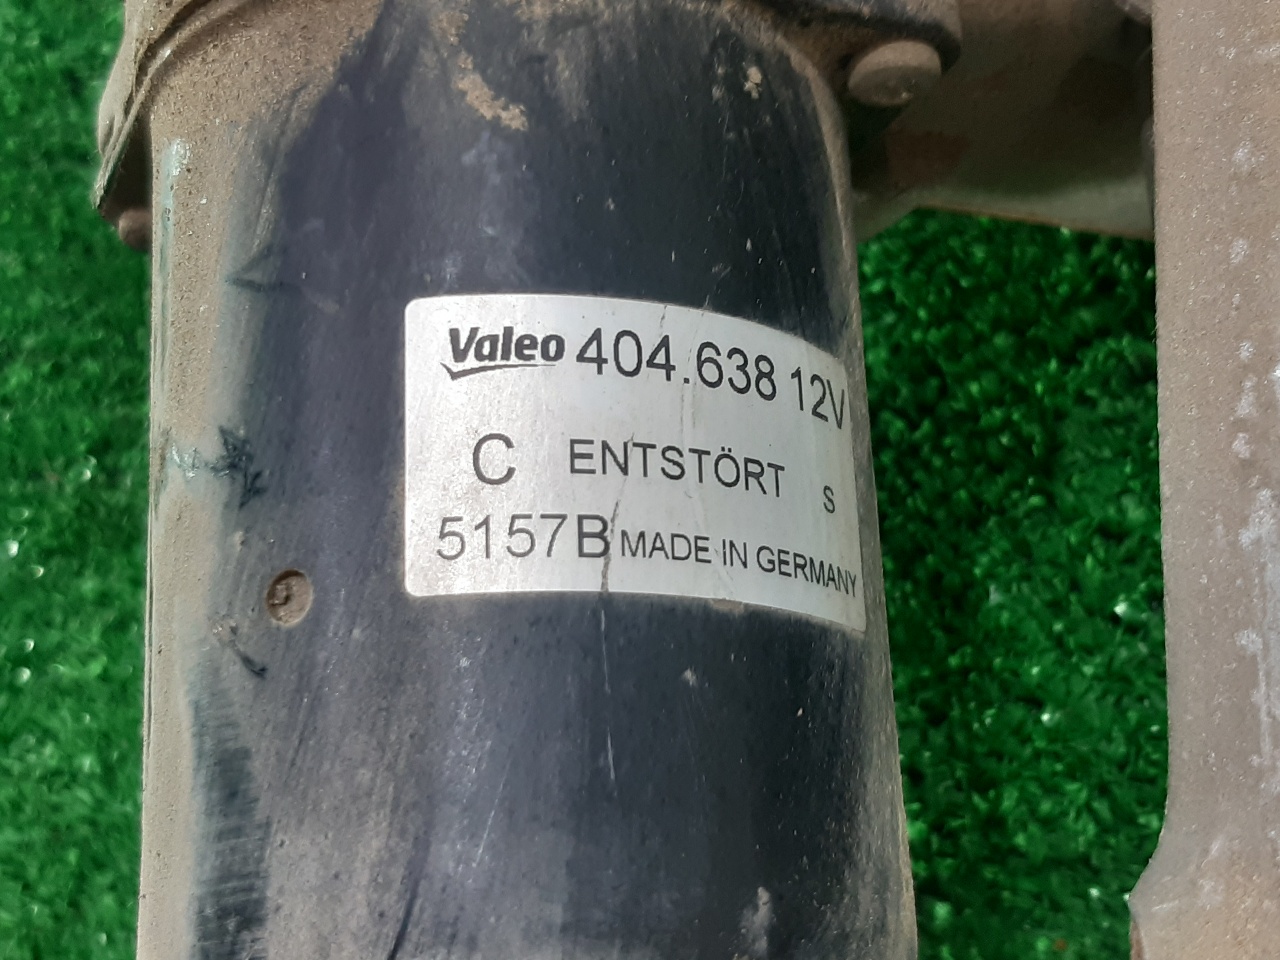 Valeo 404.638 12V
C ENTSTÖRT S
5157B MADE IN GERMANY